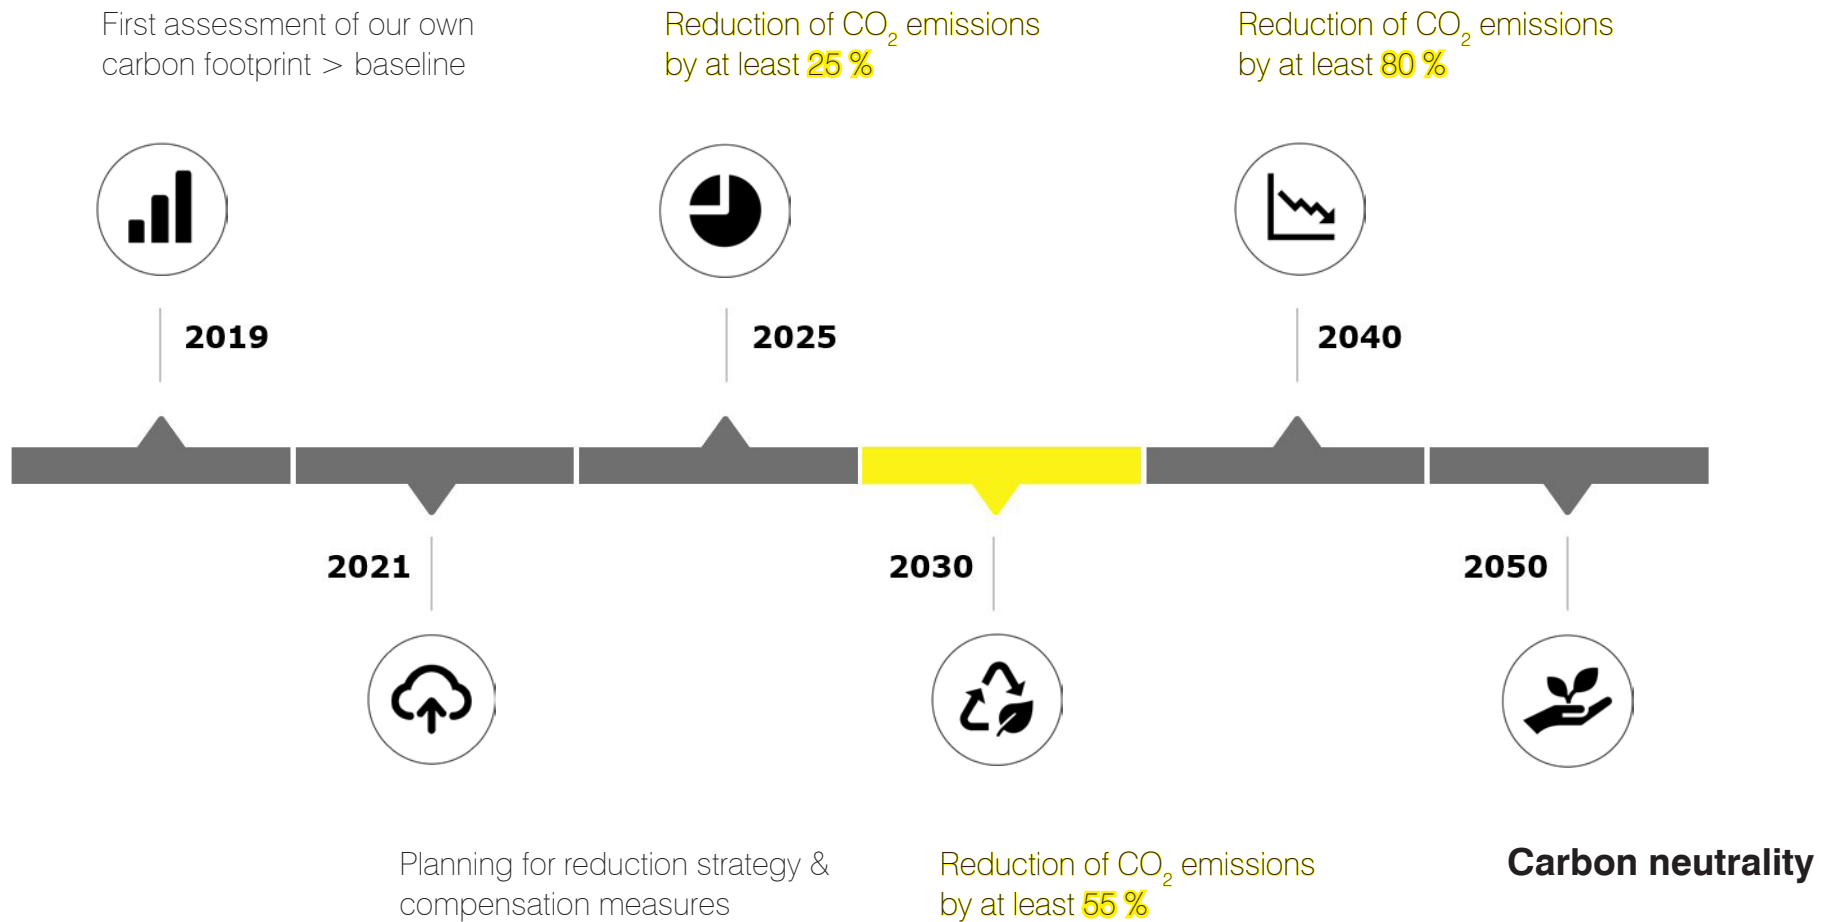 First assessment of our own
carbon footprint > baseline
Reduction of CO₂ emissions
by at least 25 %
Reduction of CO₂ emissions
by at least 80 %
2019
2025
2040
2021
2030
2050
Planning for reduction strategy &
compensation measures
Reduction of CO₂ emissions
by at least 55 %
Carbon neutrality